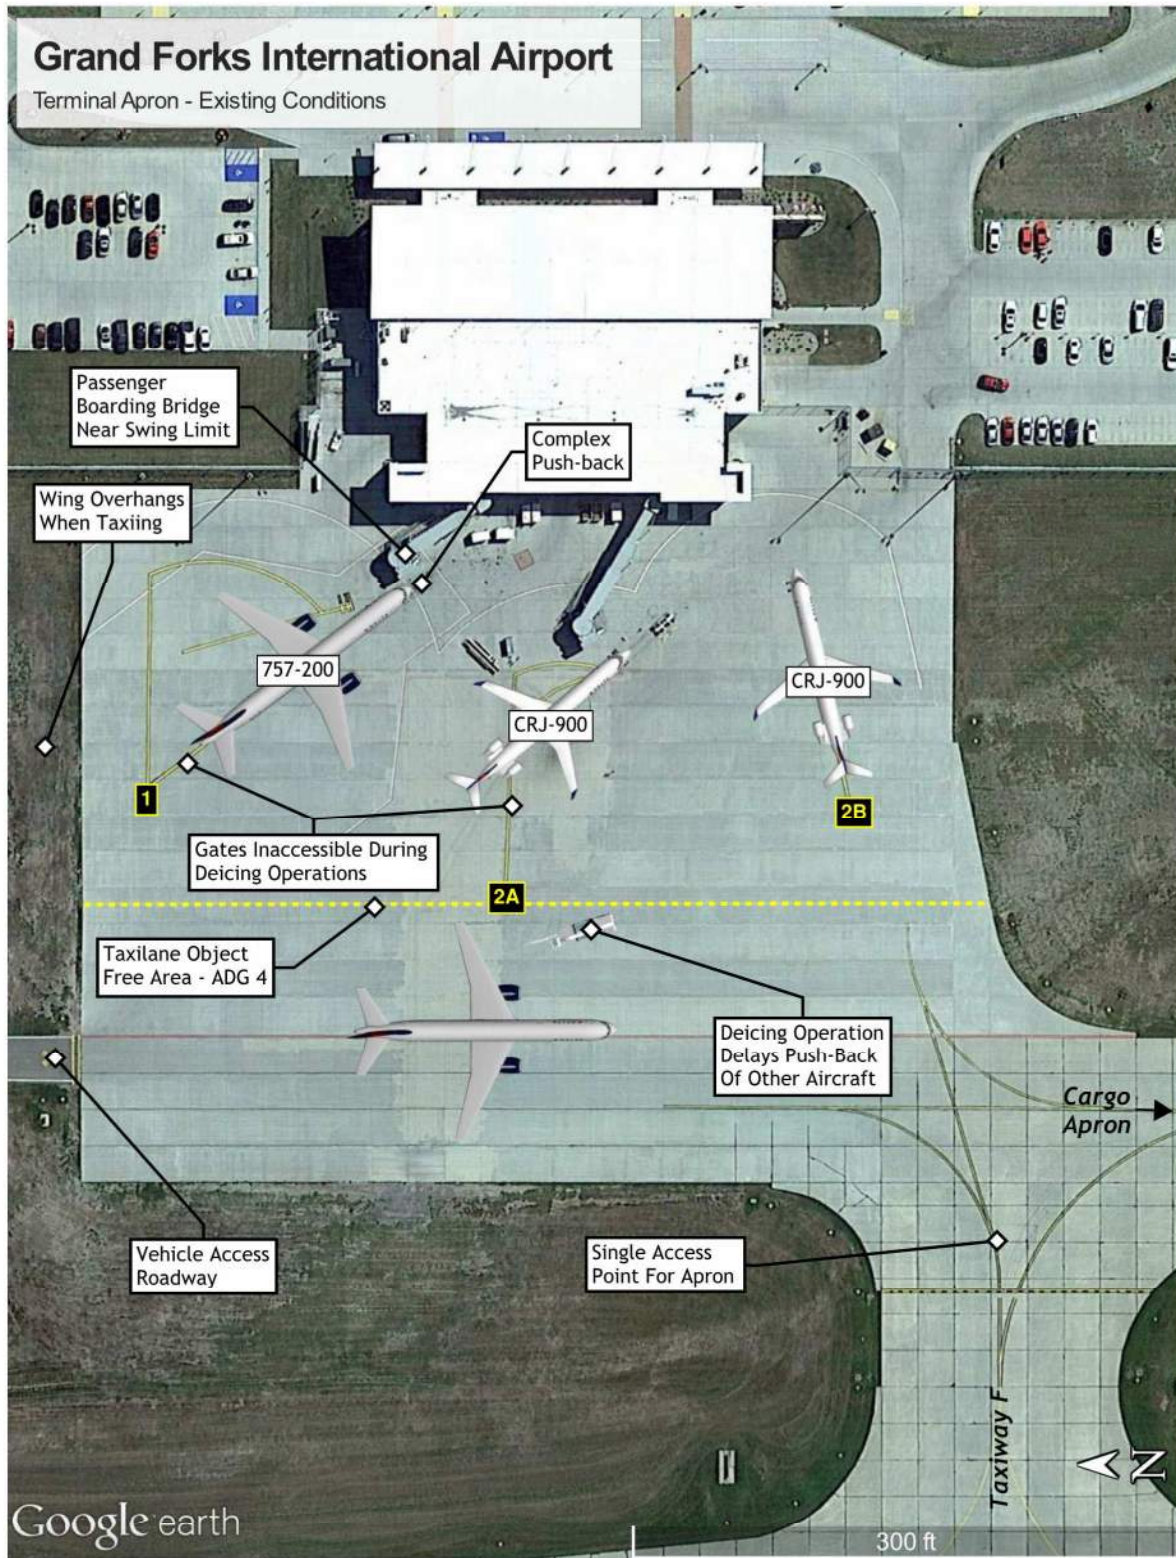 Grand Forks International Airport
Terminal Apron - Existing Conditions
Passenger
Boarding Bridge
Near Swing Limit
Complex
Push-back
Wing Overhangs
When Taxiing
757-200
CRJ-900
CRJ-900
1
2B
Gates Inaccessible During
Deicing Operations
2A
Taxilane Object
Free Area - ADG 4
Deicing Operation
Delays Push-Back
Of Other Aircraft
Cargo
Apron
Vehicle Access
Roadway
Single Access
Point For Apron
Taxiway F
N
Google earth
300 ft